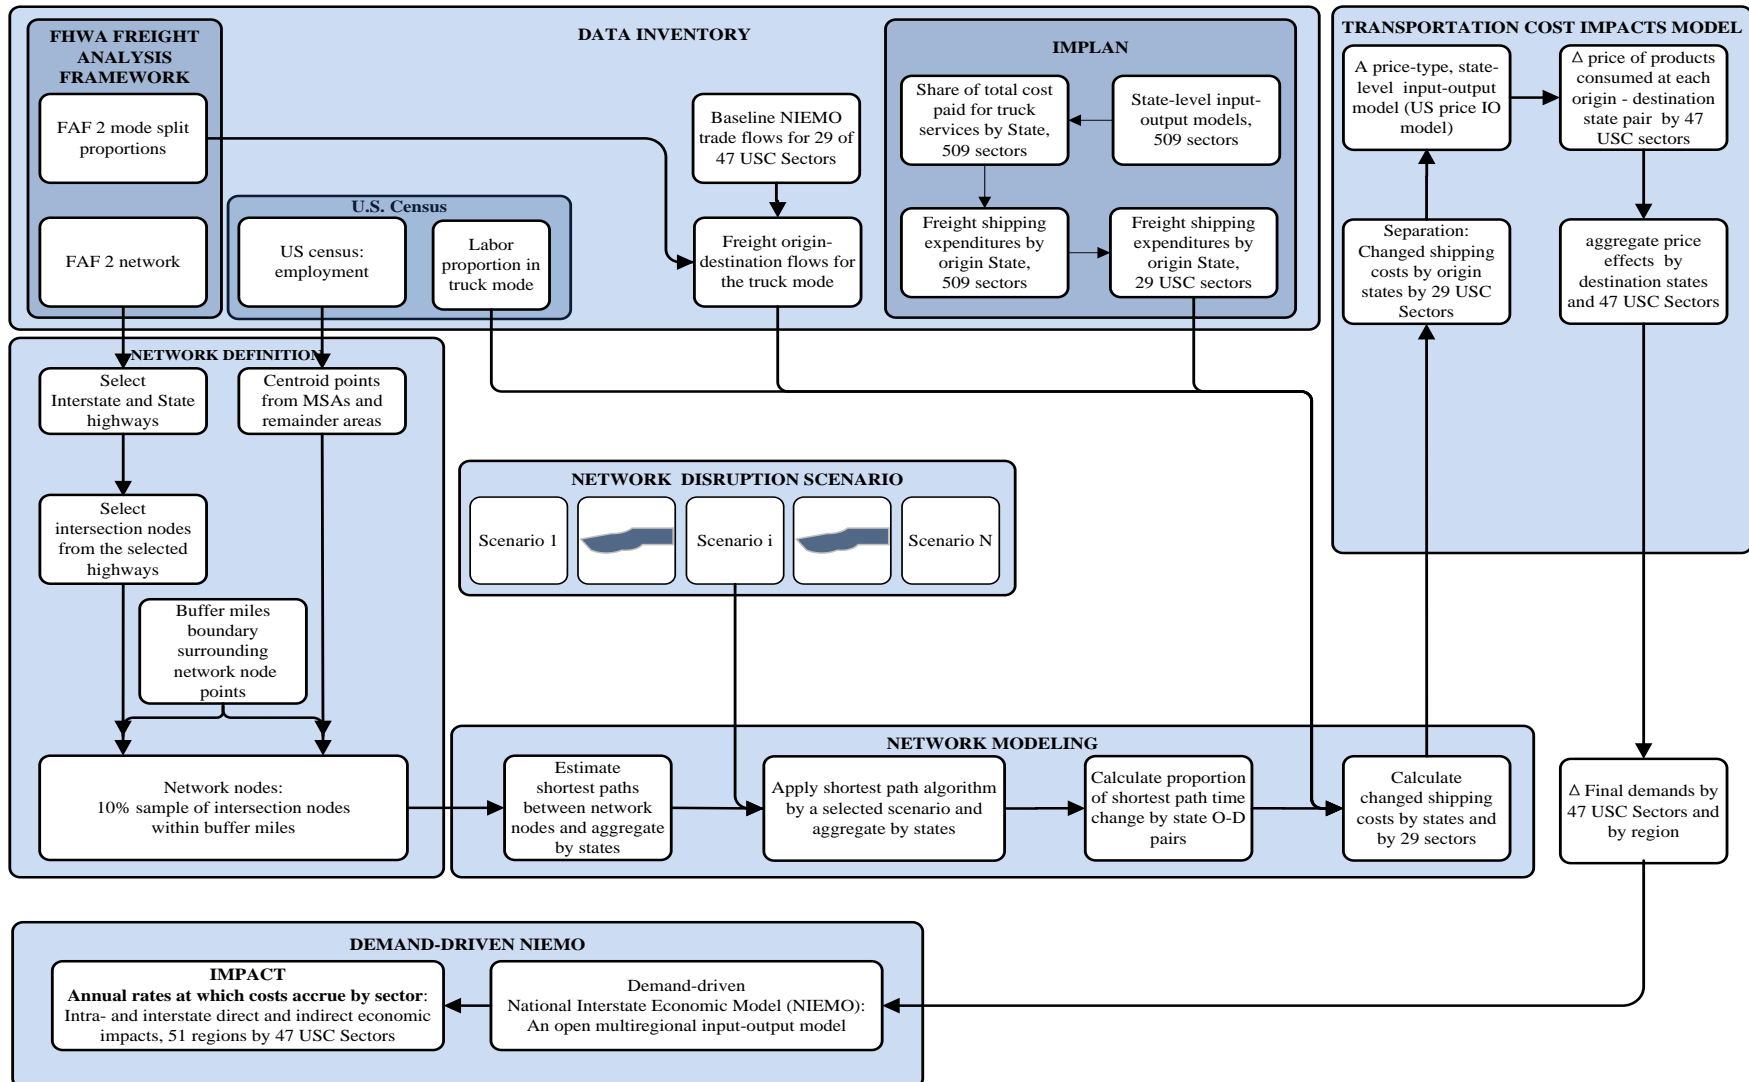 DATA INVENTORY
FHWA FREIGHT
ANALYSIS
FRAMEWORK
FAF 2 mode split
proportions
FAF 2 network
U.S. Census
US census:
employment
Labor
proportion in
truck mode
Baseline NIEMO
trade flows for 29 of
47 USC Sectors
Freight origin-
destination flows for
the truck mode
IMPLAN
Share of total cost
paid for truck
services by State,
509 sectors
State-level input-
output models,
509 sectors
Freight shipping
expenditures by
origin State,
509 sectors
Freight shipping
expenditures by
origin State,
29 USC sectors
TRANSPORTATION COST IMPACTS MODEL
A price-type, state-
level input-output
model (US price IO
model)
Δ price of products
consumed at each
origin - destination
state pair by 47
USC sectors
Separation:
Changed shipping
costs by origin
states by 29 USC
Sectors
aggregate price
effects by
destination states
and 47 USC Sectors
NETWORK DEFINITION
Select
Interstate and State
highways
Centroid points
from MSAs and
remainder areas
Select
intersection nodes
from the selected
highways
Buffer miles
boundary
surrounding
network node
points
Network nodes:
10% sample of intersection nodes
within buffer miles
NETWORK DISRUPTION SCENARIO
Scenario 1
Scenario i
Scenario N
NETWORK MODELING
Estimate
shortest paths
between network
nodes and aggregate
by states
Apply shortest path algorithm
by a selected scenario and
aggregate by states
Calculate proportion
of shortest path time
change by state O-D
pairs
Calculate
changed shipping
costs by states and
by 29 sectors
Δ Final demands by
47 USC Sectors and
by region
DEMAND-DRIVEN NIEMO
IMPACT
Annual rates at which costs accrue by sector:
Intra- and interstate direct and indirect economic
impacts, 51 regions by 47 USC Sectors
Demand-driven
National Interstate Economic Model (NIEMO):
An open multiregional input-output model